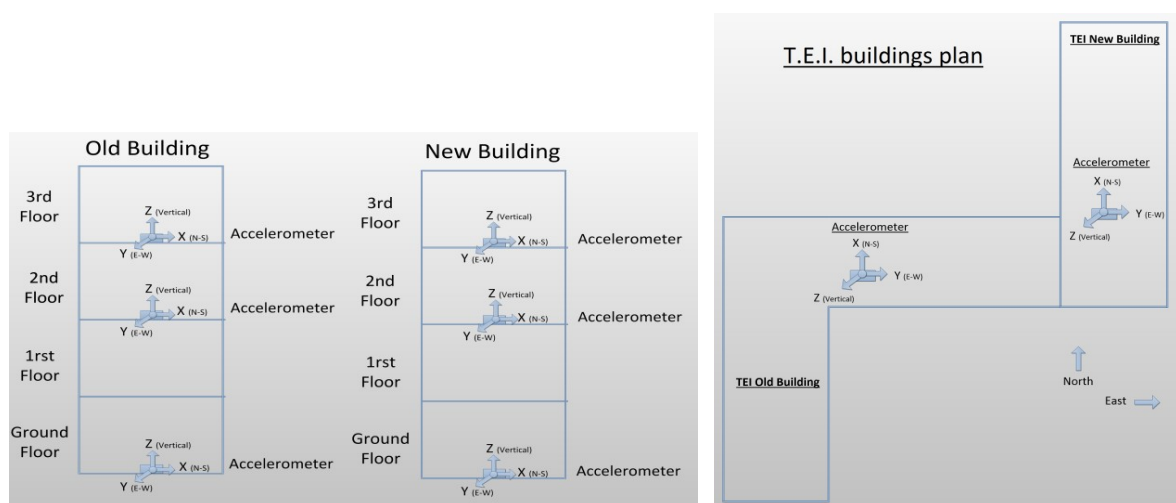 Old Building
3rd
Floor
Z (Vertical)
X (N-S)
Y (E-W)
Accelerometer
2nd
Floor
Z (Vertical)
X (N-S)
Y (E-W)
Accelerometer
1rst
Floor
Ground
Floor
Z (Vertical)
X (N-S)
Y (E-W)
Accelerometer
New Building
3rd
Floor
Z (Vertical)
X (N-S)
Y (E-W)
Accelerometer
2nd
Floor
Z (Vertical)
X (N-S)
Y (E-W)
Accelerometer
1rst
Floor
Ground
Floor
Z (Vertical)
X (N-S)
Y (E-W)
Accelerometer
T.E.I. buildings plan
TEI New Building
Accelerometer
X (N-S)
Y (E-W)
Z (Vertical)
Accelerometer
X (N-S)
Y (E-W)
Z (Vertical)
TEI Old Building
North
East